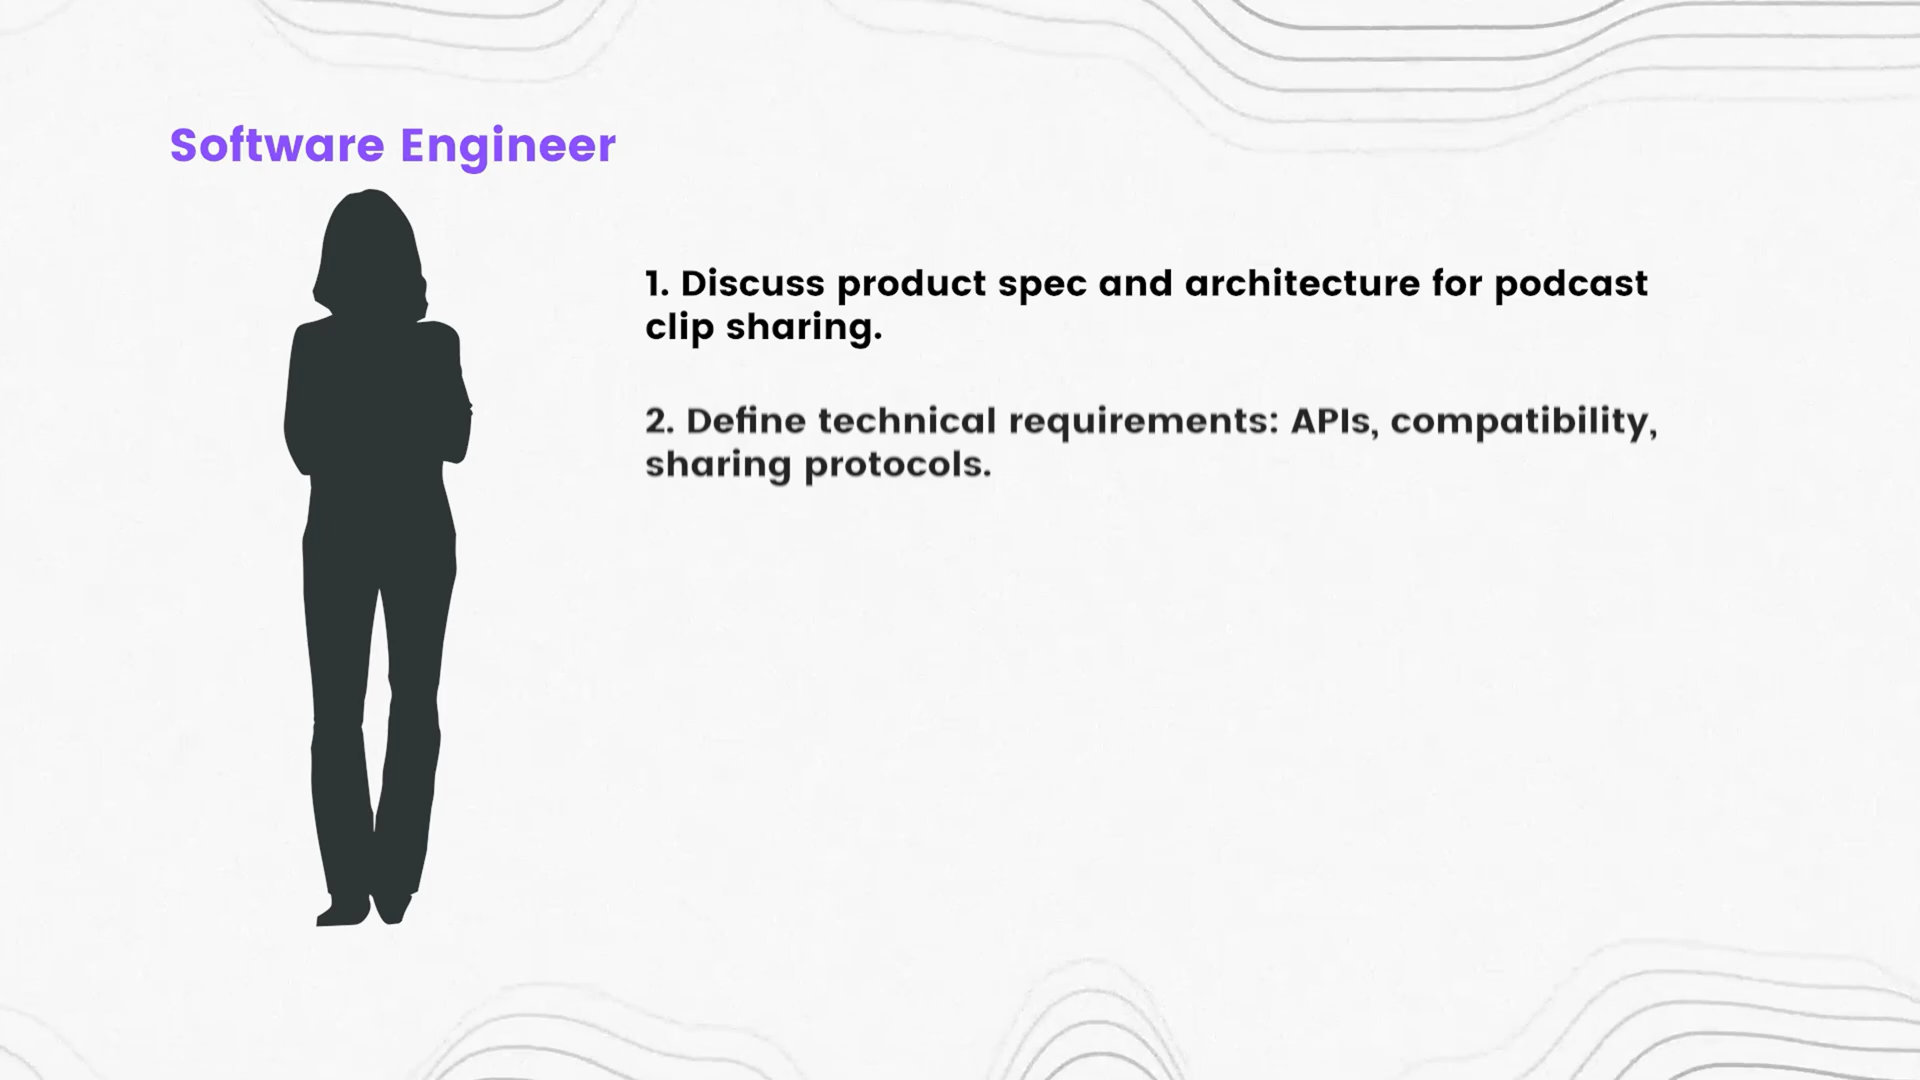 Software Engineer
1. Discuss product spec and architecture for podcast
clip sharing.
2. Define technical requirements: APIs, compatibility,
sharing protocols.